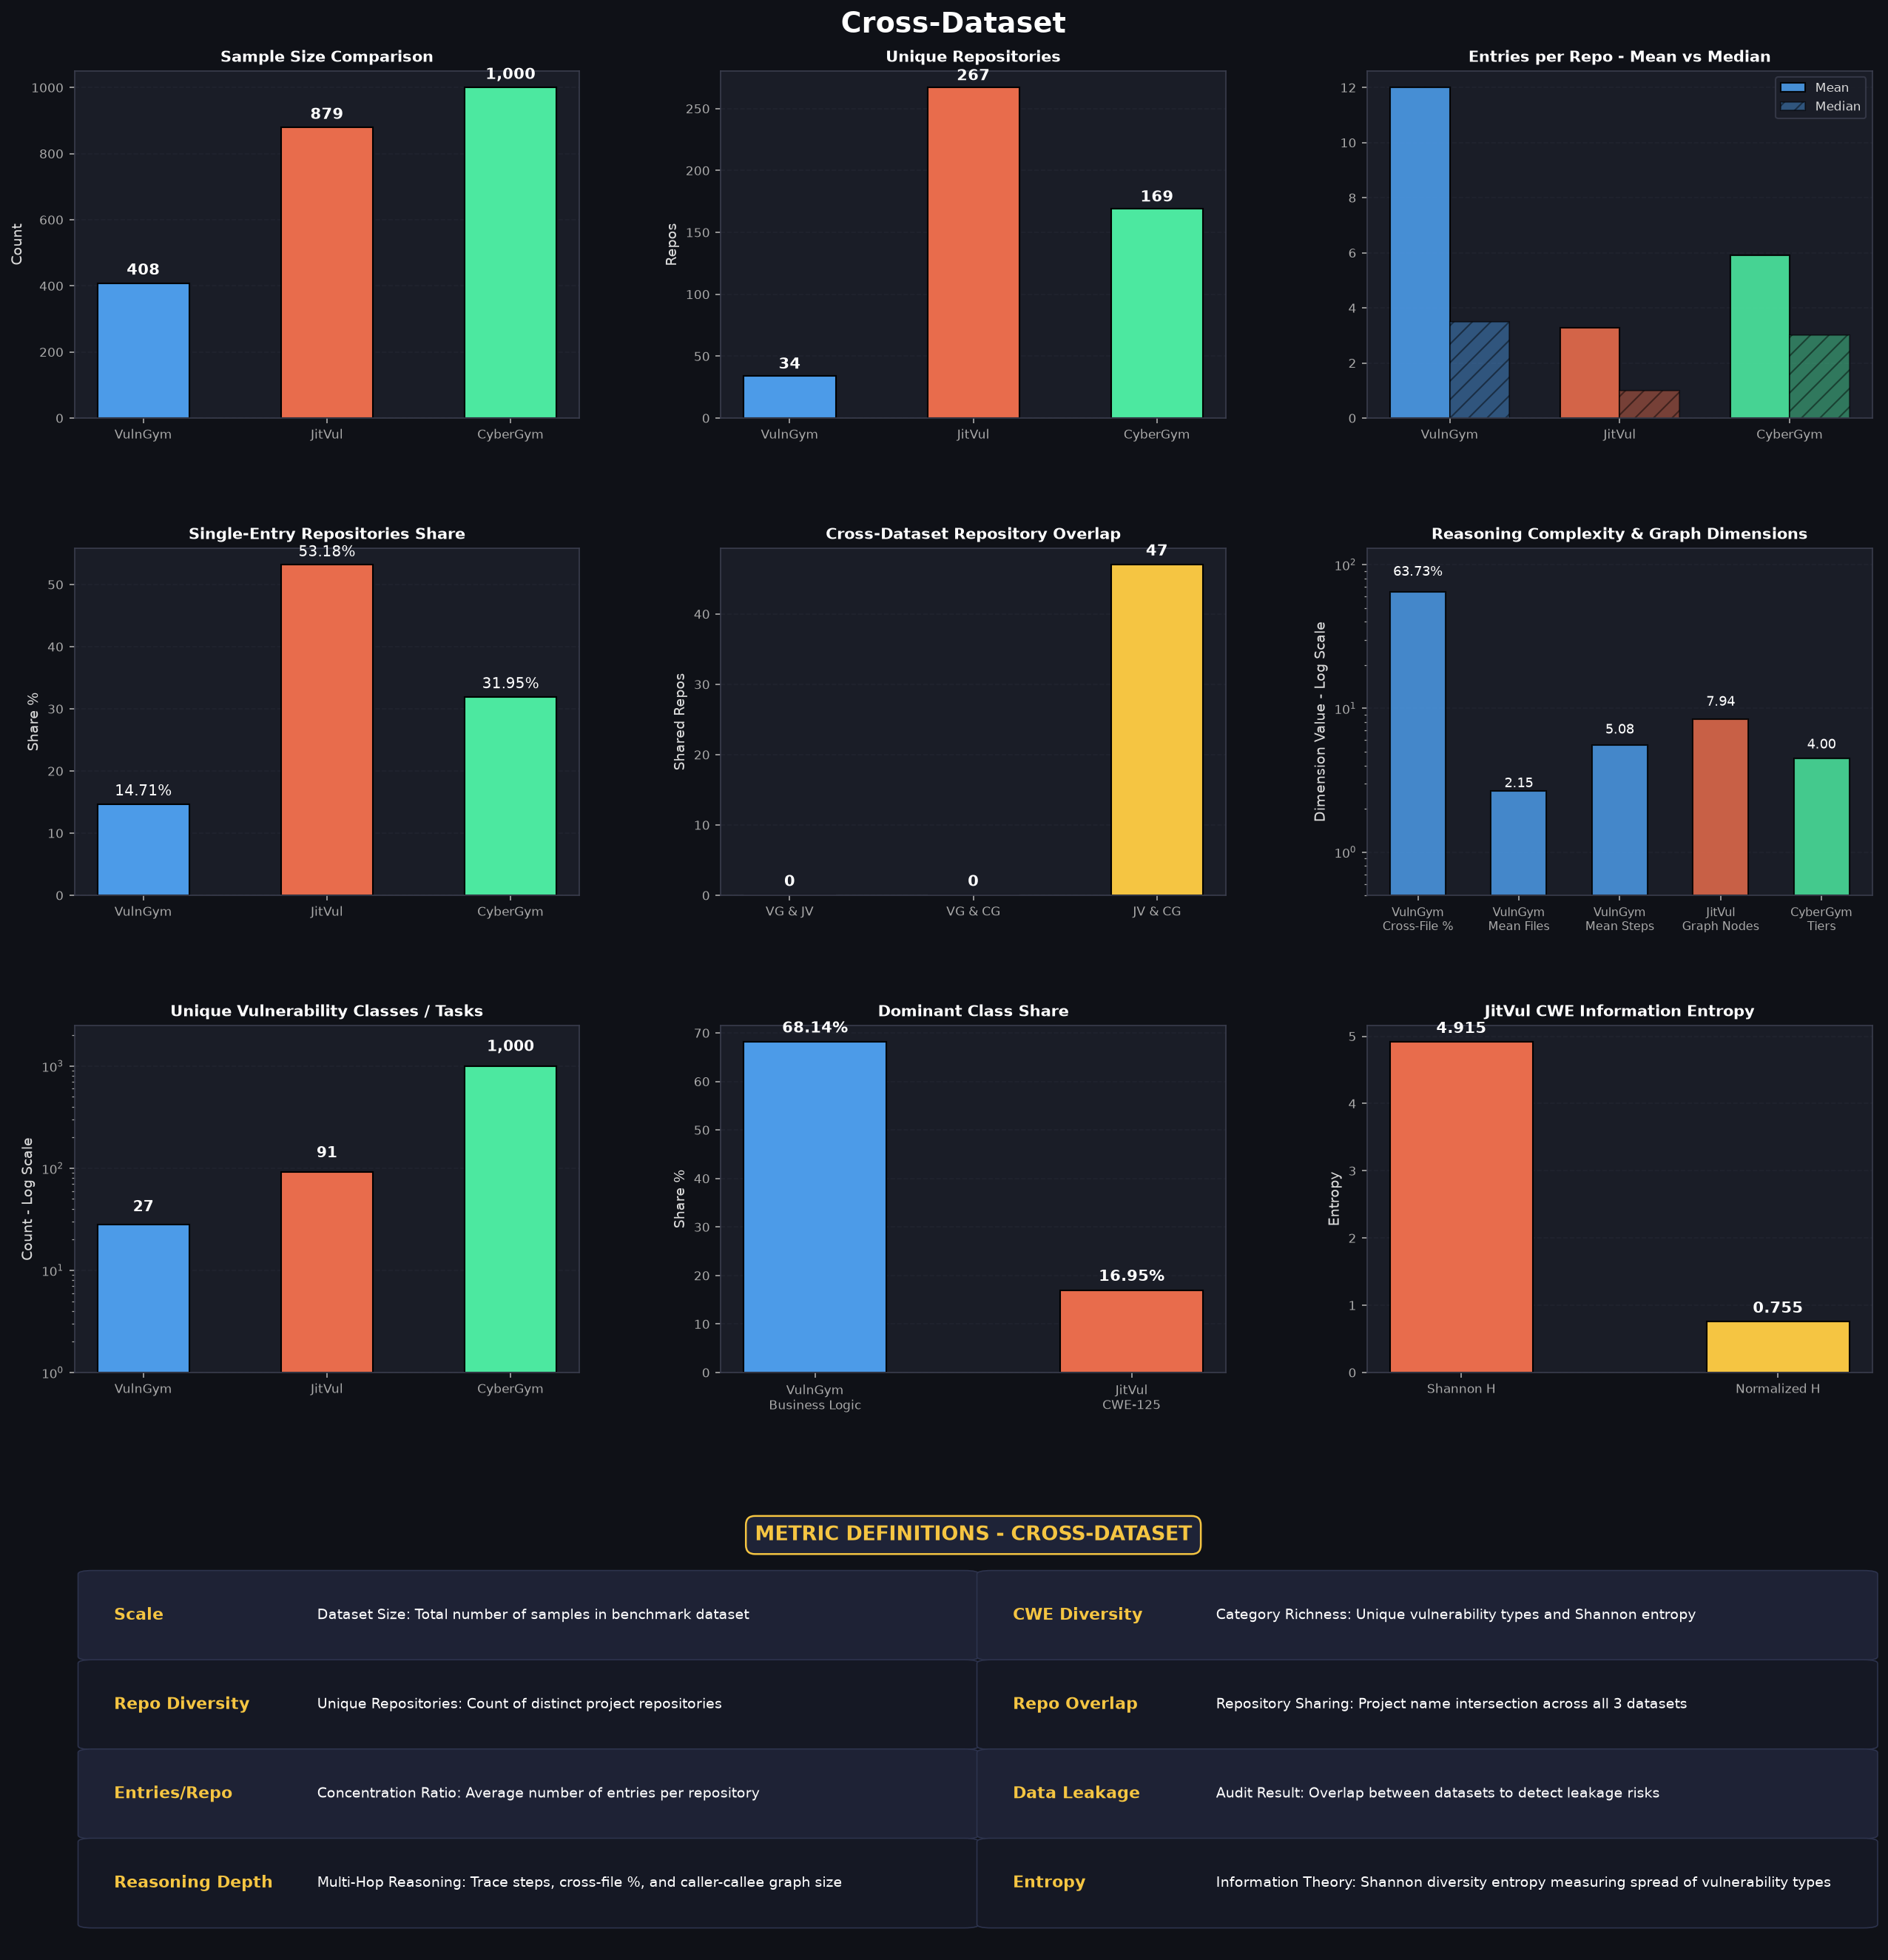 Cross-Dataset
Sample Size Comparison
Count
1000
800
600
400
200
0
408
879
1,000
VulnGym
JitVul
CyberGym
Unique Repositories
Repos
250
200
150
100
50
0
34
267
169
VulnGym
JitVul
CyberGym
Entries per Repo - Mean vs Median
12
10
8
6
4
2
0
Mean
Median
VulnGym
JitVul
CyberGym
Single-Entry Repositories Share
Share %
50
40
30
20
10
0
14.71%
53.18%
31.95%
VulnGym
JitVul
CyberGym
Cross-Dataset Repository Overlap
Shared Repos
40
30
20
10
0
0
0
47
VG & JV
VG & CG
JV & CG
Reasoning Complexity & Graph Dimensions
Dimension Value - Log Scale
10²
10¹
10⁰
63.73%
2.15
5.08
7.94
4.00
VulnGym
Cross-File %
VulnGym
Mean Files
VulnGym
Mean Steps
JitVul
Graph Nodes
CyberGym
Tiers
Unique Vulnerability Classes / Tasks
Count - Log Scale
10³
10²
10¹
10⁰
27
91
1,000
VulnGym
JitVul
CyberGym
Dominant Class Share
Share %
70
60
50
40
30
20
10
0
68.14%
16.95%
VulnGym
Business Logic
JitVul
CWE-125
JitVul CWE Information Entropy
Entropy
5
4
3
2
1
0
4.915
0.755
Shannon H
Normalized H
METRIC DEFINITIONS - CROSS-DATASET
Scale
Dataset Size: Total number of samples in benchmark dataset
CWE Diversity
Category Richness: Unique vulnerability types and Shannon entropy
Repo Diversity
Unique Repositories: Count of distinct project repositories
Repo Overlap
Repository Sharing: Project name intersection across all 3 datasets
Entries/Repo
Concentration Ratio: Average number of entries per repository
Data Leakage
Audit Result: Overlap between datasets to detect leakage risks
Reasoning Depth
Multi-Hop Reasoning: Trace steps, cross-file %, and caller-callee graph size
Entropy
Information Theory: Shannon diversity entropy measuring spread of vulnerability types